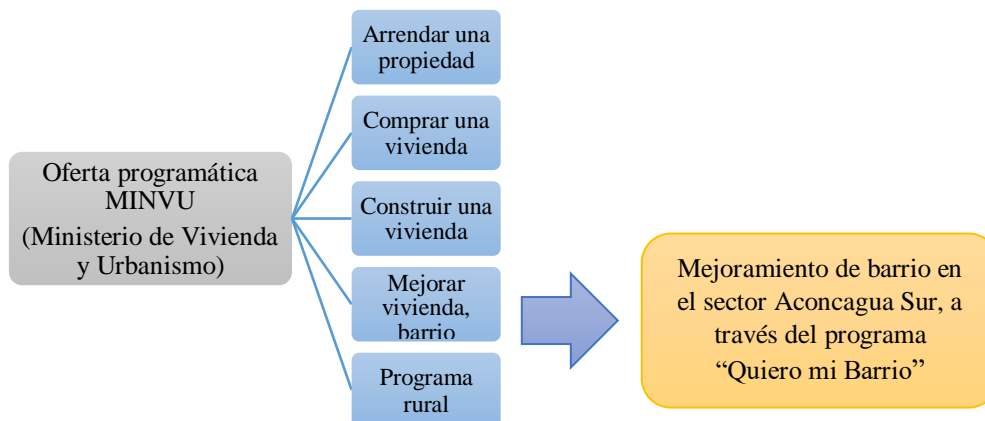 Arrendar una
propiedad
Comprar una
vivienda
Oferta programática
MINVU
(Ministerio de Vivienda
y Urbanismo)
Construir una
vivienda
Mejorar
vivienda,
barrio
Programa
rural
Mejoramiento de barrio en
el sector Aconcagua Sur, a
través del programa
“Quiero mi Barrio”